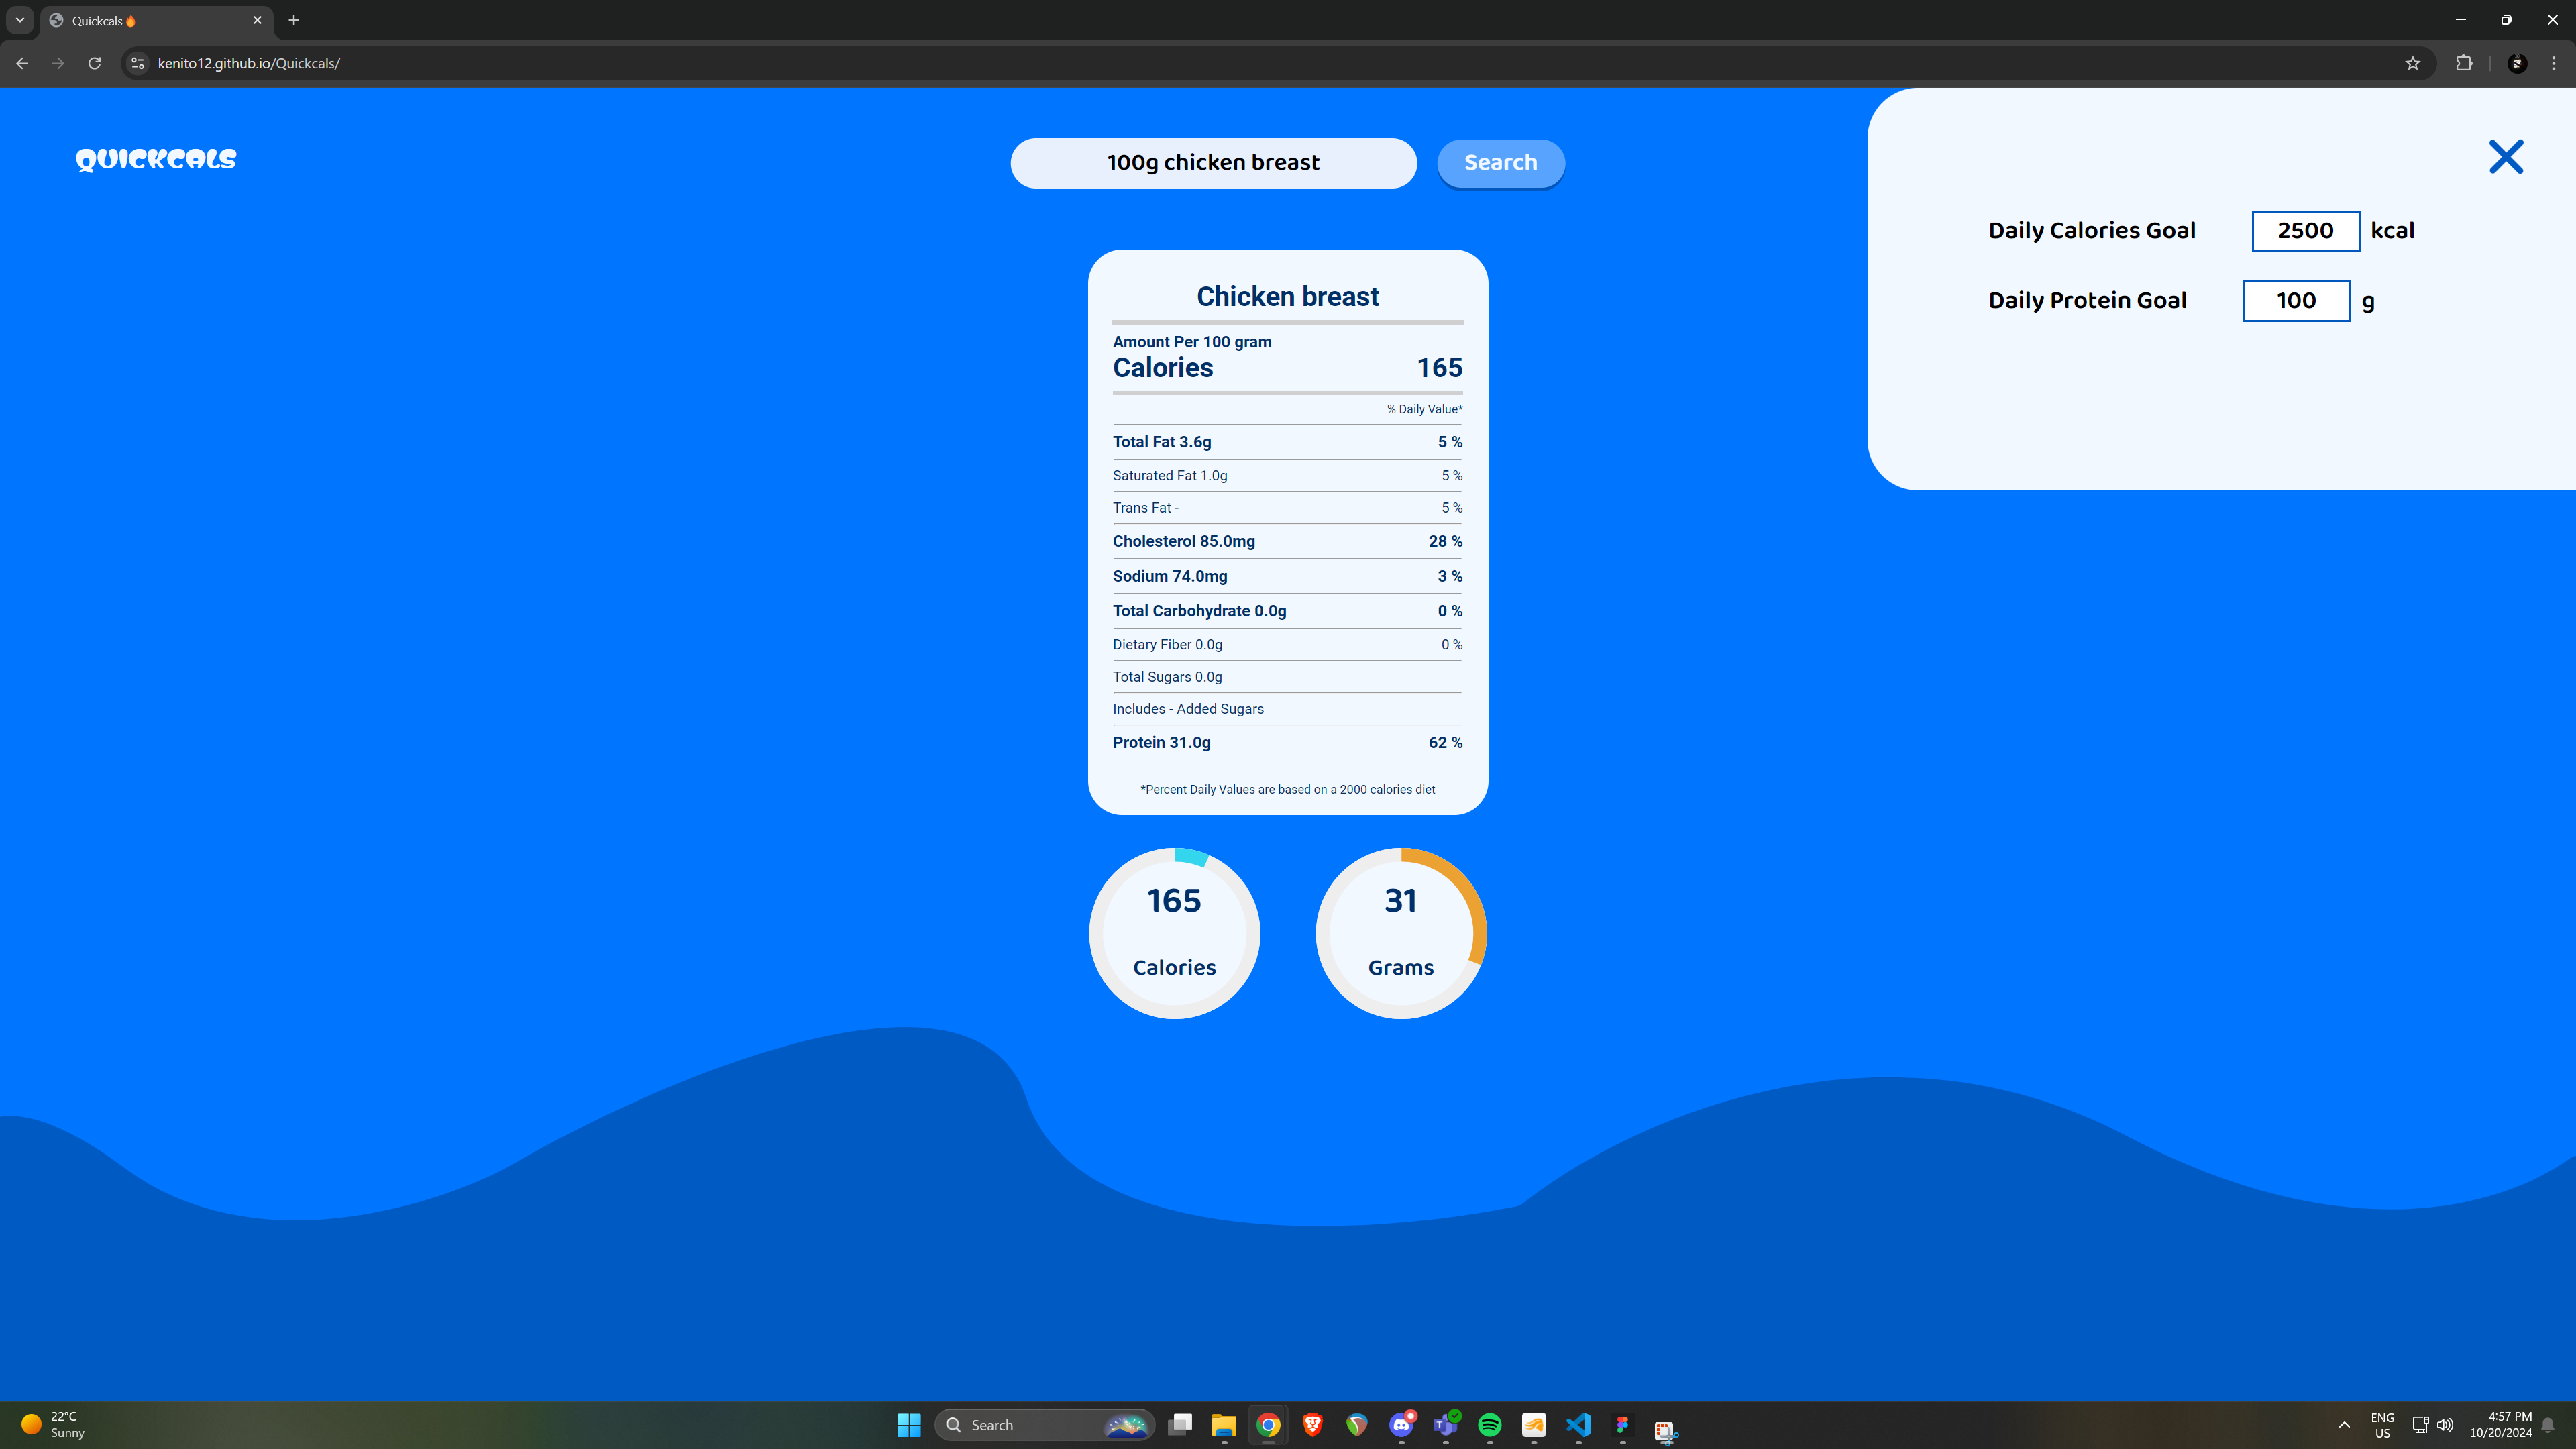 Quickcals
kenito12.github.io/Quickcals/
QUICKCALS
100g chicken breast
Search
Daily Calories Goal 2500 kcal
Daily Protein Goal 100 g
Chicken breast
Amount Per 100 gram
Calories 165
% Daily Value*
Total Fat 3.6g 5 %
Saturated Fat 1.0g 5 %
Trans Fat - 5 %
Cholesterol 85.0mg 28 %
Sodium 74.0mg 3 %
Total Carbohydrate 0.0g 0 %
Dietary Fiber 0.0g 0 %
Total Sugars 0.0g
Includes - Added Sugars
Protein 31.0g 62 %
*Percent Daily Values are based on a 2000 calories diet
165
Calories
31
Grams
22°C
Sunny
Search
ENG
US
4:57 PM
10/20/2024